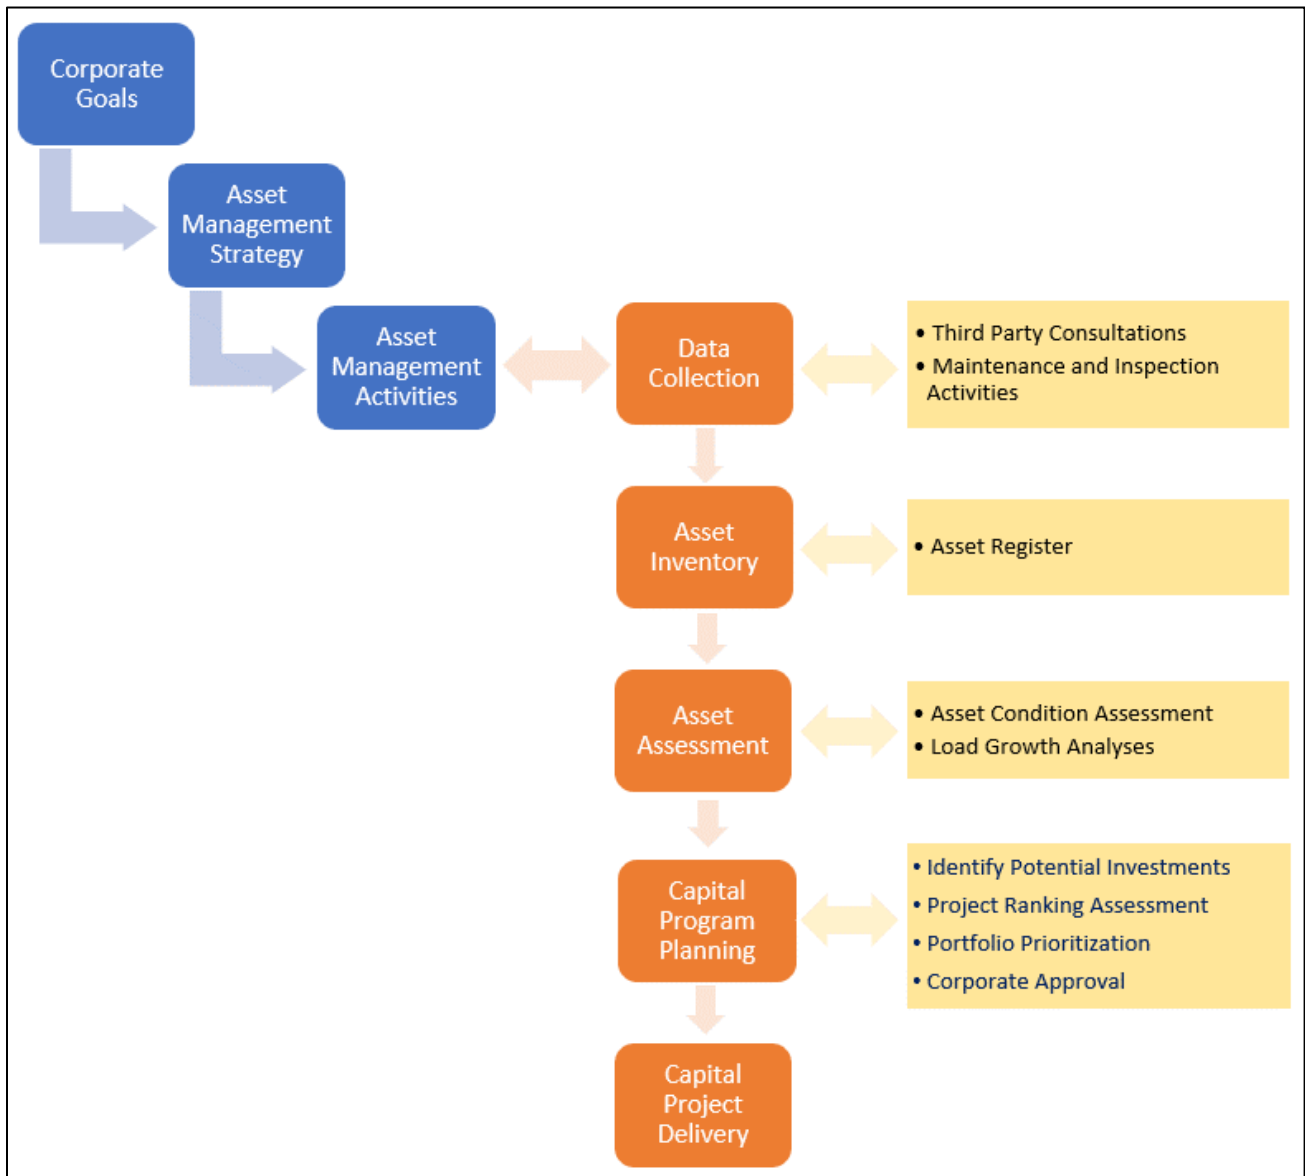 Corporate
Goals
Asset
Management
Strategy
Asset
Management
Activities
Data
Collection
• Third Party Consultations
• Maintenance and Inspection
Activities
Asset
Inventory
• Asset Register
Asset
Assessment
• Asset Condition Assessment
• Load Growth Analyses
Capital
Program
Planning
• Identify Potential Investments
• Project Ranking Assessment
• Portfolio Prioritization
• Corporate Approval
Capital
Project
Delivery